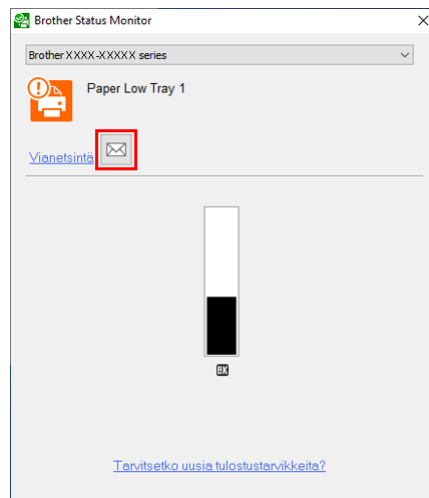 Brother Status Monitor
Brother XXXX-XXXXX series
Paper Low Tray 1
Vianetsintä
BK
Tarvitsetko uusia tulostustarvikkeita?